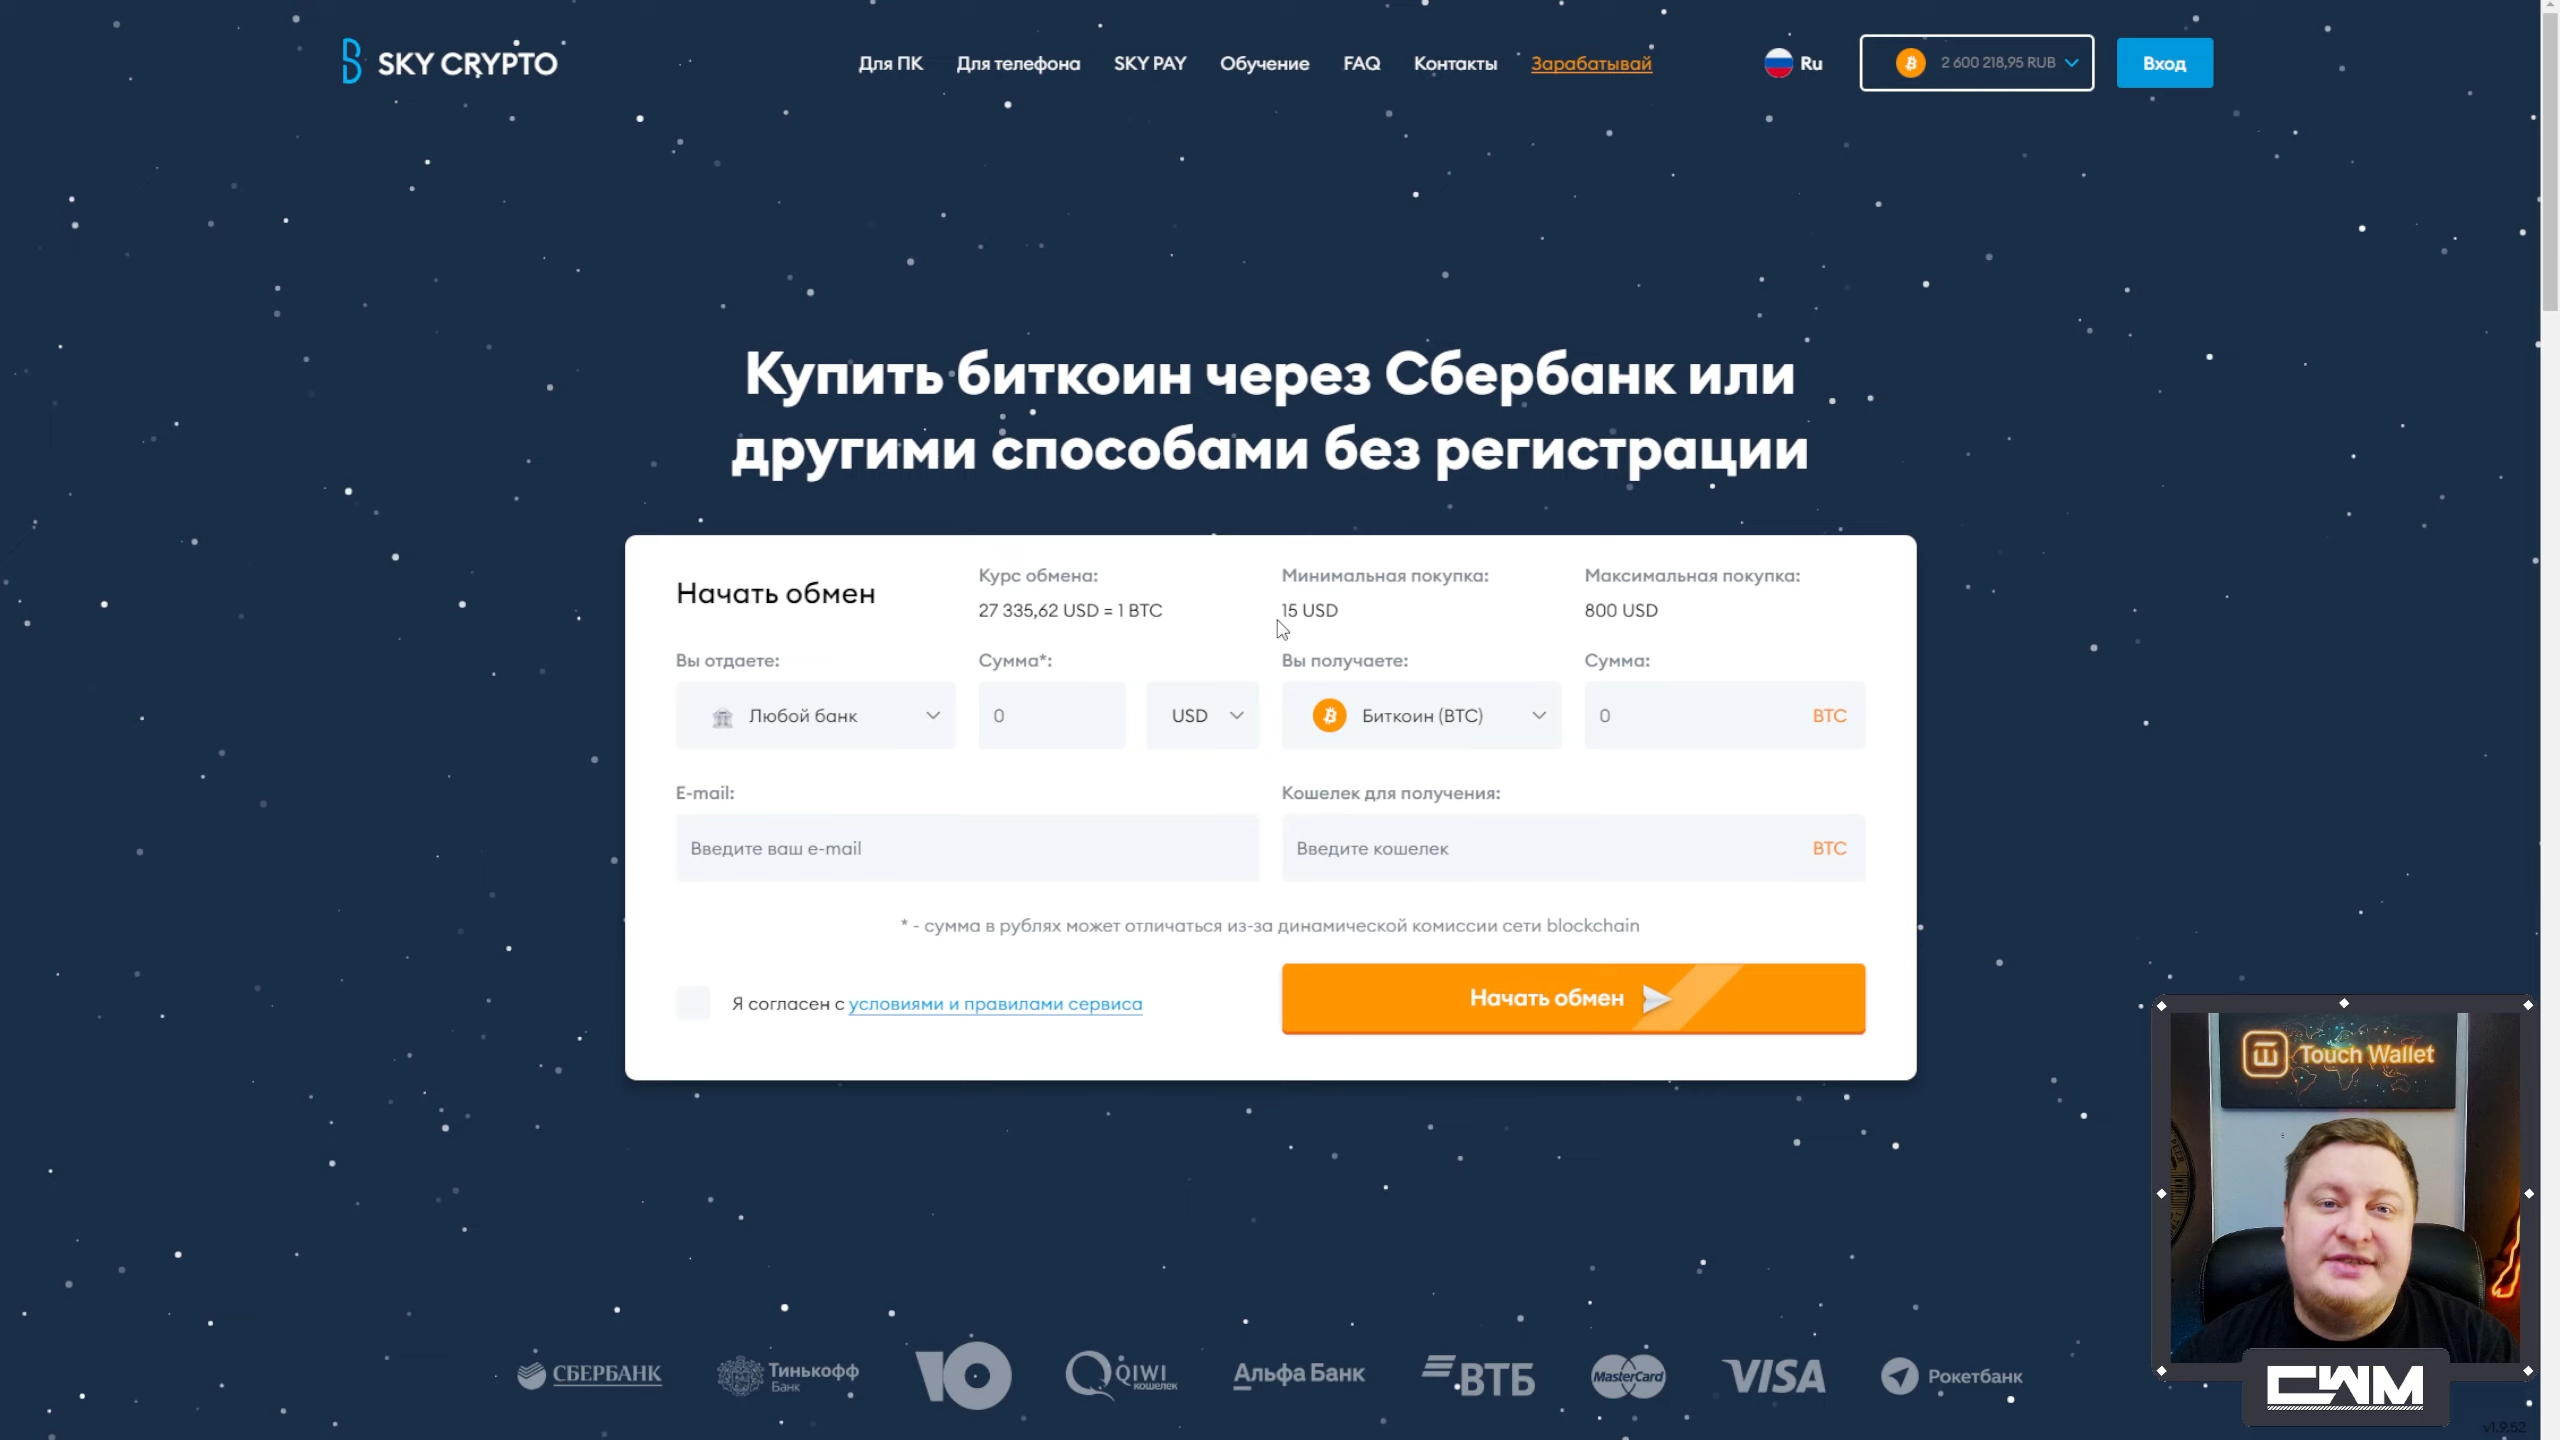 SKY CRYPTO
Для ПК
Для телефона
SKY PAY
Обучение
FAQ
Контакты
Зарабатывай
Ru
2 600 218,95 RUB
Вход
Купить биткоин через Сбербанк или
другими способами без регистрации
Начать обмен
Курс обмена:
27 335,62 USD = 1 BTC
Минимальная покупка:
15 USD
Максимальная покупка:
800 USD
Вы отдаете:
Сумма*:
Вы получаете:
Сумма:
Любой банк
0
USD
Биткоин (BTC)
0
BTC
E-mail:
Кошелек для получения:
Введите ваш e-mail
Введите кошелек
BTC
* - сумма в рублях может отличаться из-за динамической комиссии сети blockchain
Я согласен с условиями и правилами сервиса
Начать обмен
Touch Wallet
СБЕРБАНК
Тинькофф
Банк
Ю
QIWI
кошелек
Альфа Банк
ВТБ
MasterCard
VISA
Рокетбанк
CWM
v1.9.52